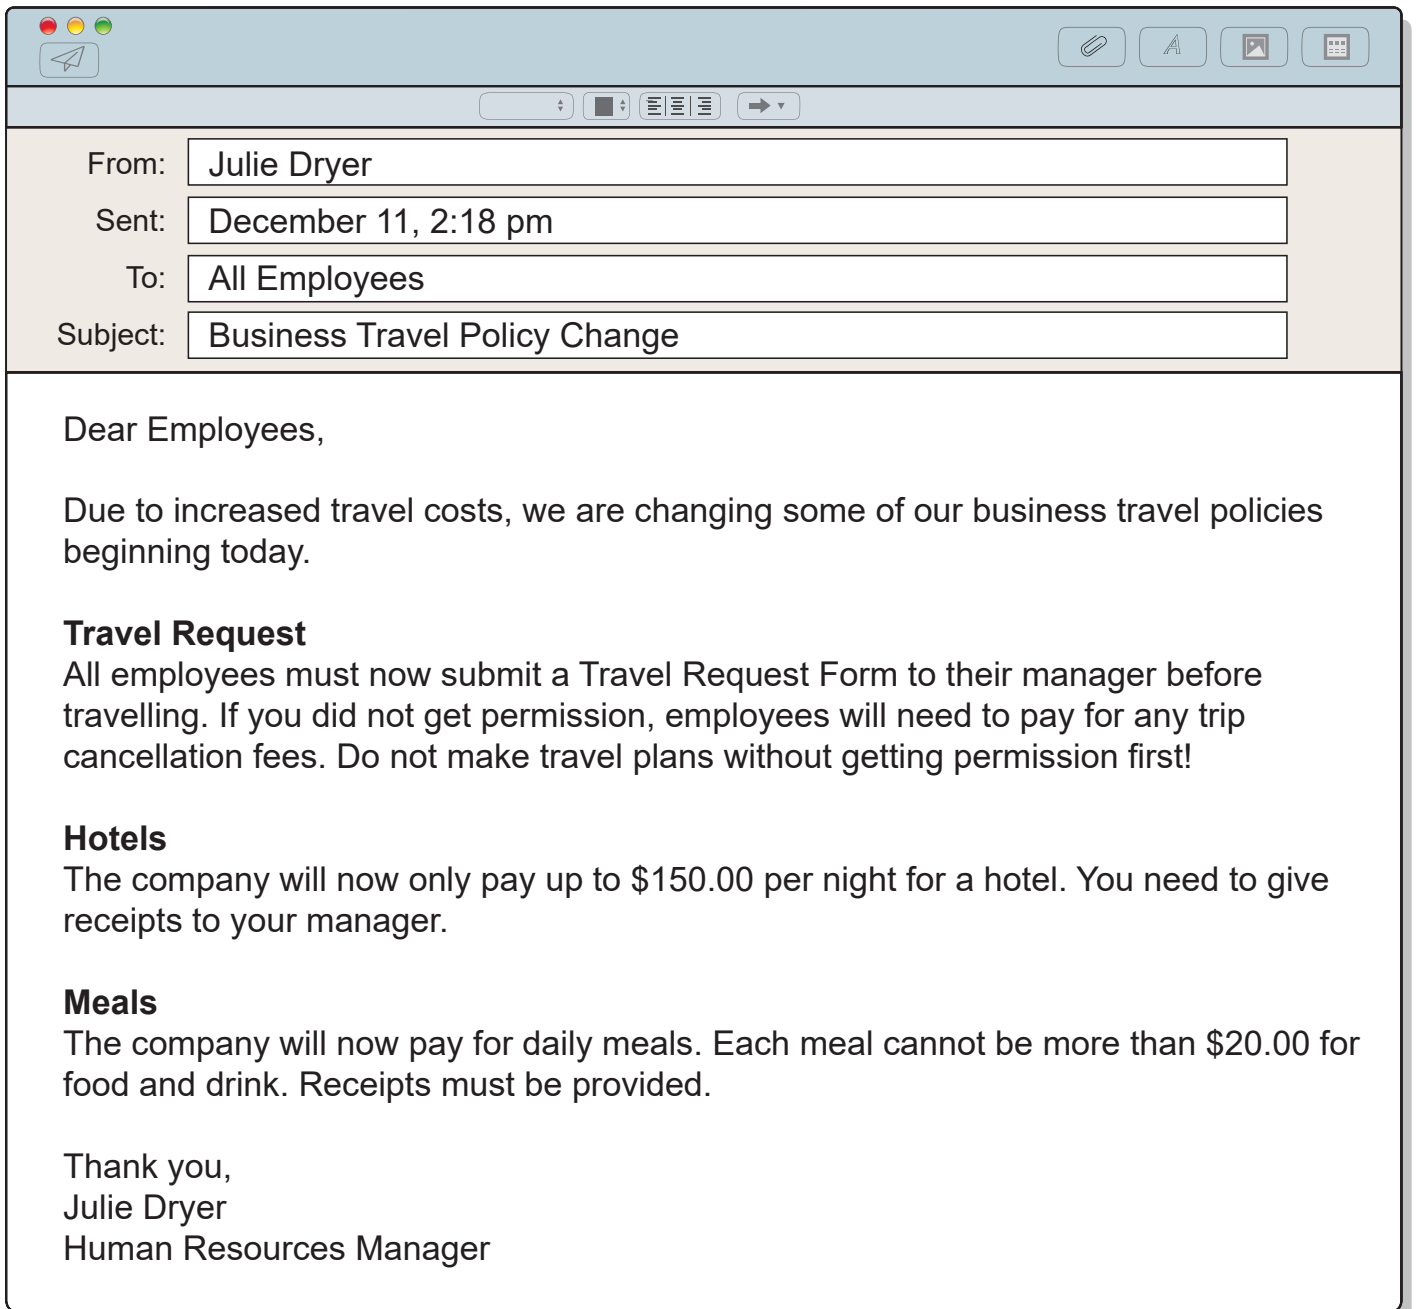 From: Julie Dryer
Sent: December 11, 2:18 pm
To: All Employees
Subject: Business Travel Policy Change
Dear Employees,
Due to increased travel costs, we are changing some of our business travel policies
beginning today.
Travel Request
All employees must now submit a Travel Request Form to their manager before
travelling. If you did not get permission, employees will need to pay for any trip
cancellation fees. Do not make travel plans without getting permission first!
Hotels
The company will now only pay up to $150.00 per night for a hotel. You need to give
receipts to your manager.
Meals
The company will now pay for daily meals. Each meal cannot be more than $20.00 for
food and drink. Receipts must be provided.
Thank you,
Julie Dryer
Human Resources Manager